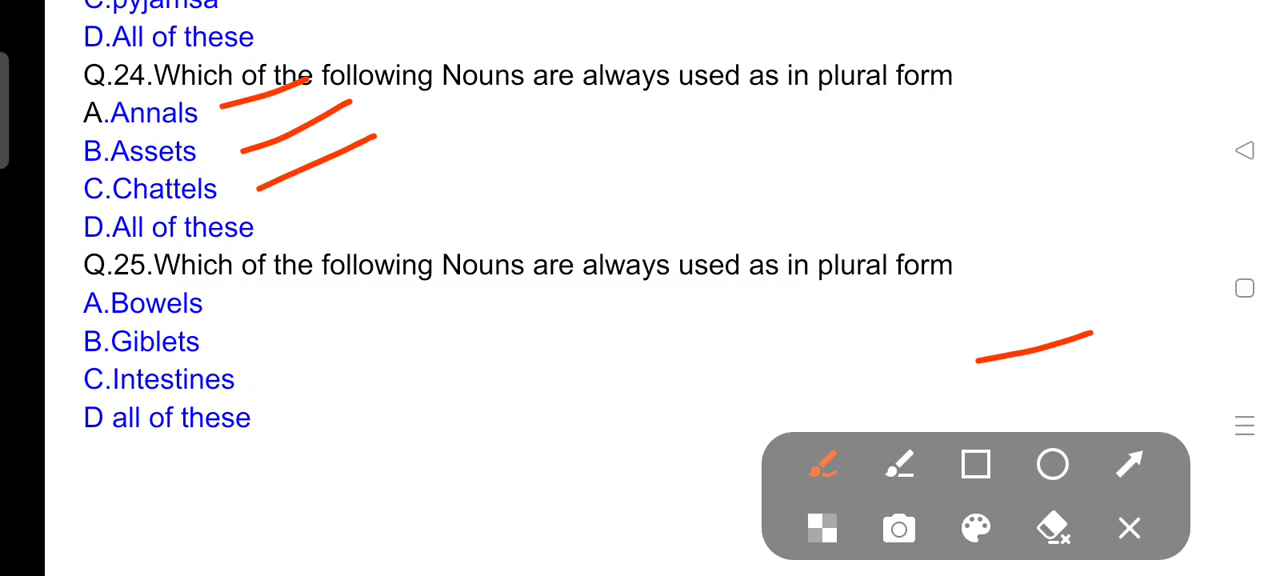 C.pyjamsa
D.All of these
Q.24.Which of the following Nouns are always used as in plural form
A.Annals
B.Assets
C.Chattels
D.All of these
Q.25.Which of the following Nouns are always used as in plural form
A.Bowels
B.Giblets
C.Intestines
D all of these